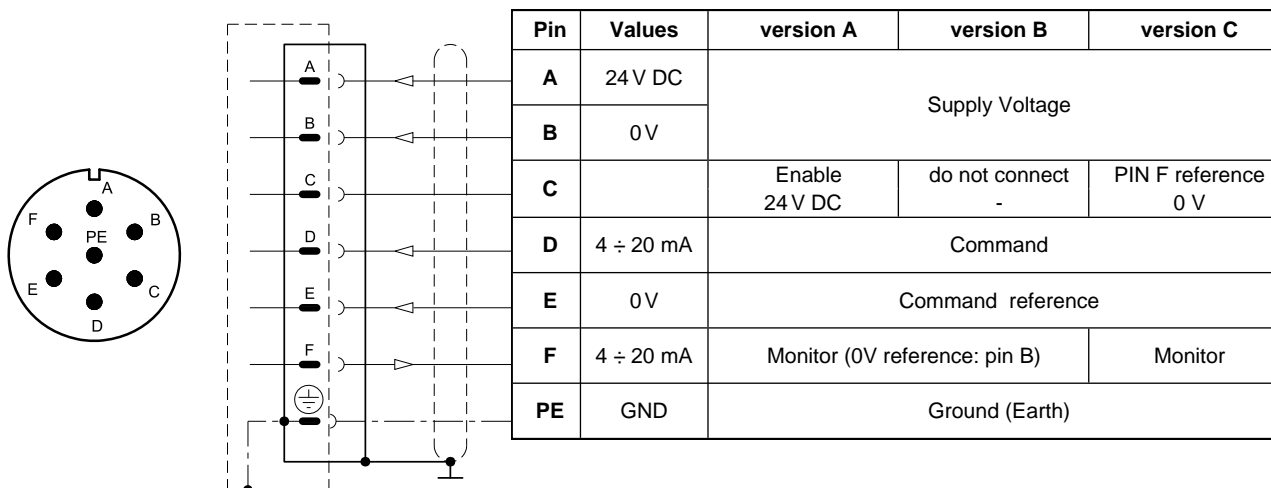 A
F
B
PE
E
C
D
A
B
C
D
E
F
Pin Values version A version B version C
A 24 V DC Supply Voltage
B 0 V
C Enable do not connect PIN F reference
24 V DC - 0 V
D 4 ÷ 20 mA Command
E 0 V Command reference
F 4 ÷ 20 mA Monitor (0V reference: pin B) Monitor
PE GND Ground (Earth)